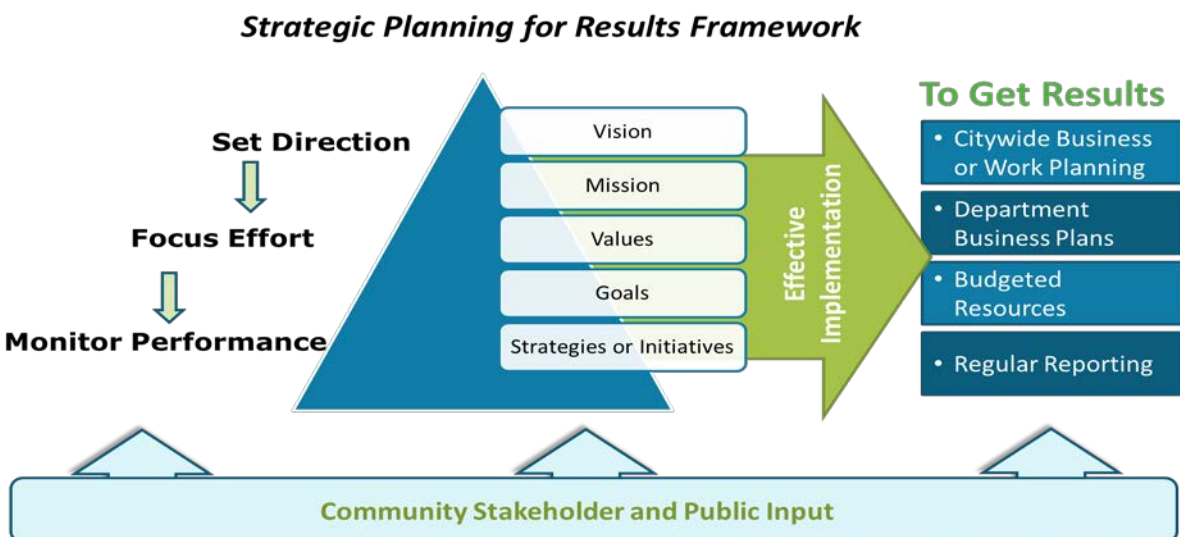 Strategic Planning for Results Framework
Set Direction
Focus Effort
Monitor Performance
Vision
Mission
Values
Goals
Strategies or Initiatives
Effective
Implementation
To Get Results
• Citywide Business
or Work Planning
• Department
Business Plans
• Budgeted
Resources
• Regular Reporting
Community Stakeholder and Public Input